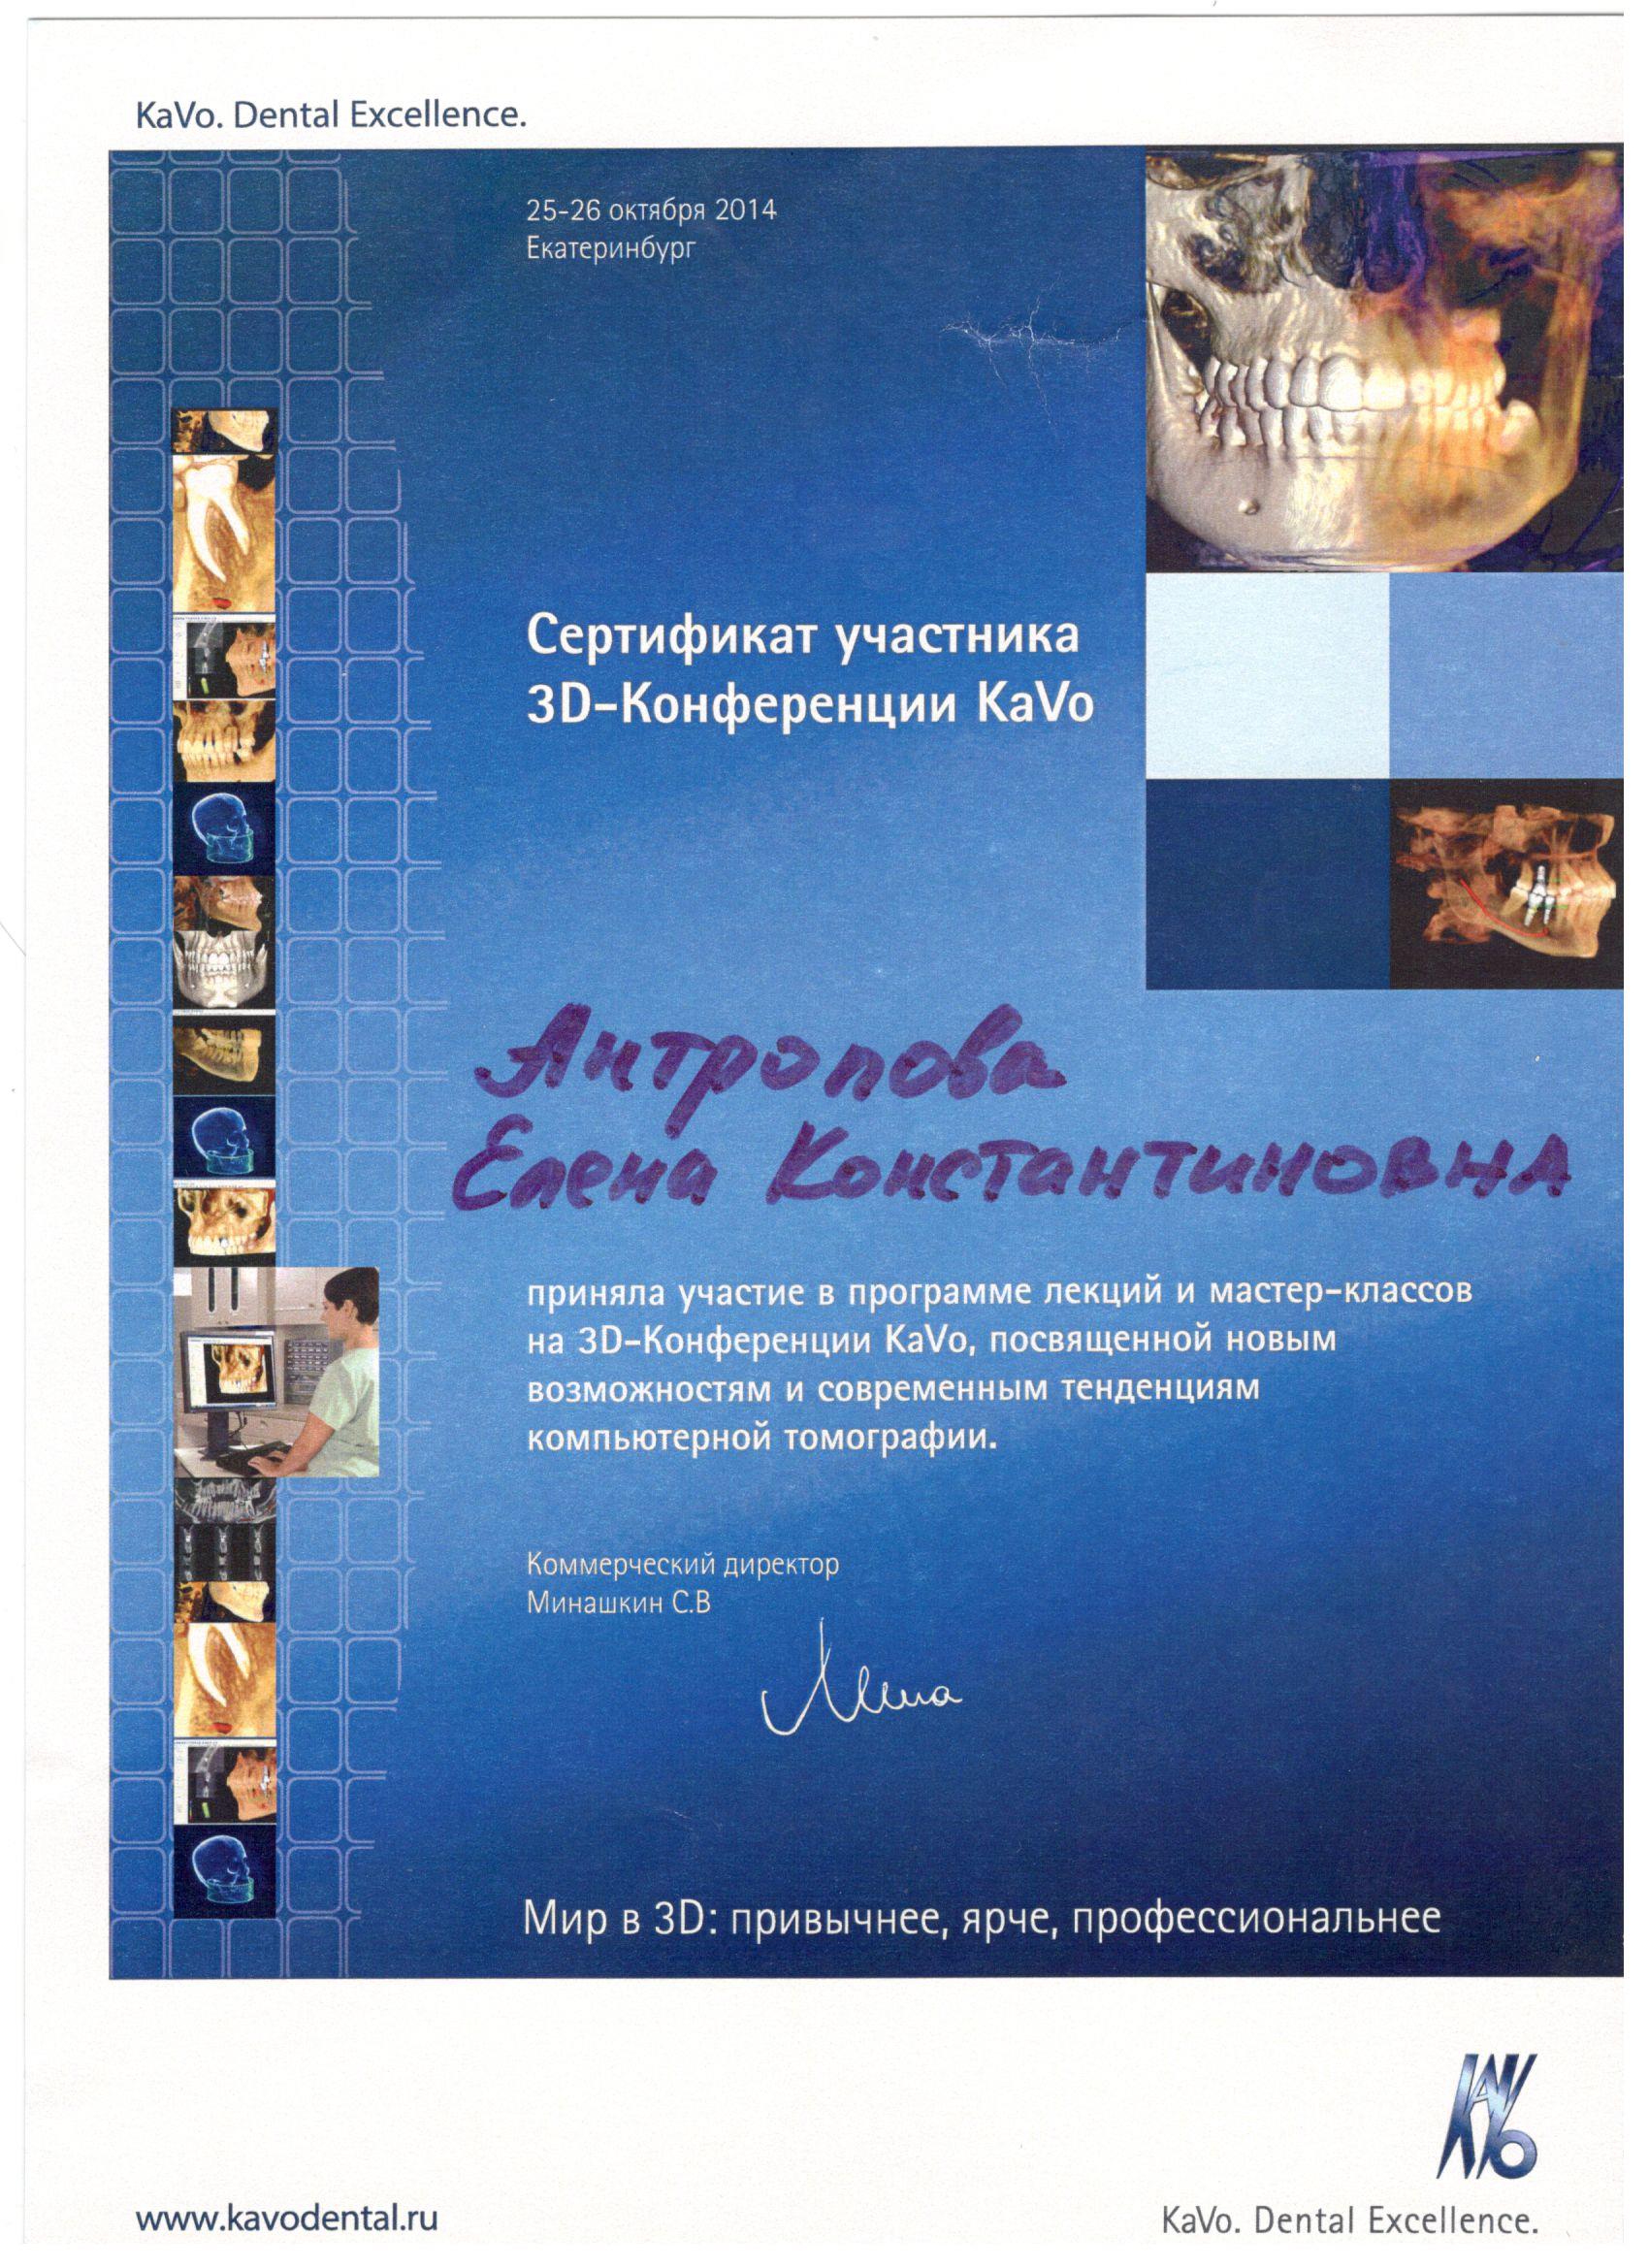 KaVo. Dental Excellence.
25-26 октября 2014
Екатеринбург
Сертификат участника
3D-Конференции KaVo
Антропова
Елена Константиновна
приняла участие в программе лекций и мастер-классов
на 3D-Конференции KaVo, посвященной новым
возможностям и современным тенденциям
компьютерной томографии.
Коммерческий директор
Минашкин С.В
Мир в 3D: привычнее, ярче, профессиональнее
KAVO
www.kavodental.ru
KaVo. Dental Excellence.